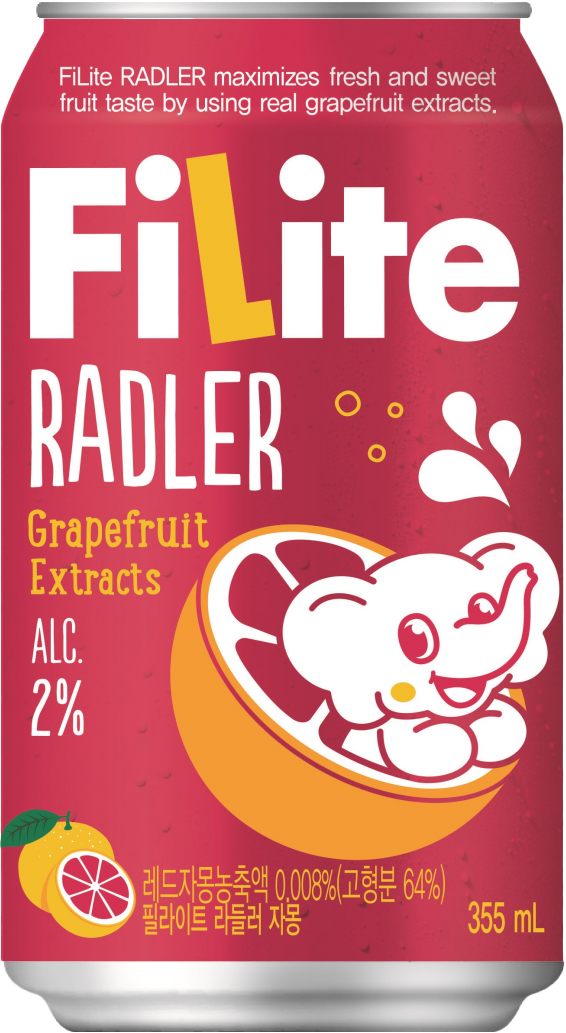 FiLite RADLER maximizes fresh and sweet
fruit taste by using real grapefruit extracts.
FiLite
RADLER
Grapefruit
Extracts
ALC.
2%
레드자몽농축액 0.008%(고형분 64%)
필라이트 라들러 자몽
355 mL